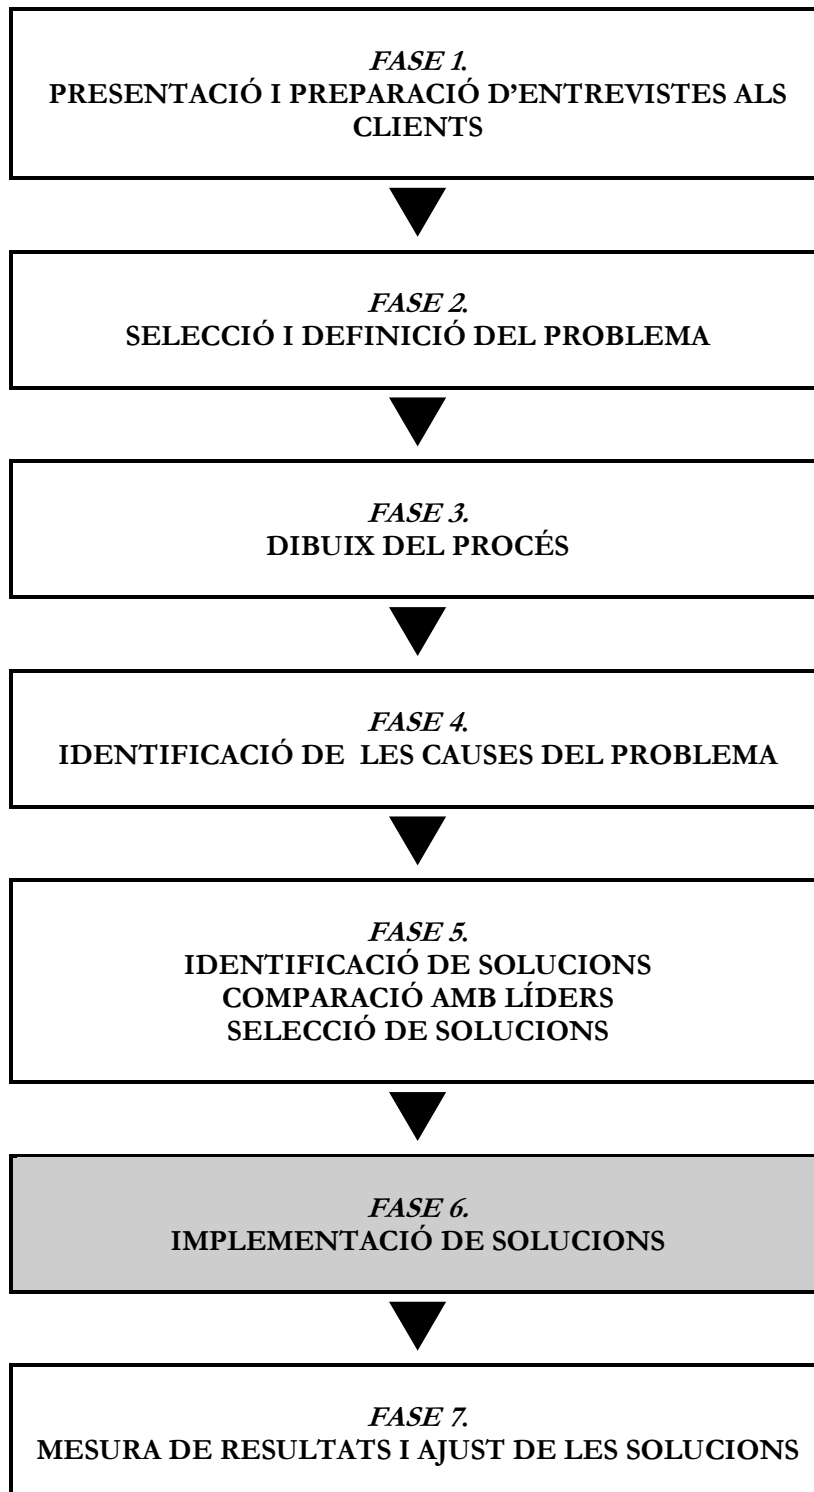 FASE 1.
PRESENTACIÓ I PREPARACIÓ D’ENTREVISTES ALS
CLIENTS
FASE 2.
SELECCIÓ I DEFINICIÓ DEL PROBLEMA
FASE 3.
DIBUIX DEL PROCÉS
FASE 4.
IDENTIFICACIÓ DE LES CAUSES DEL PROBLEMA
FASE 5.
IDENTIFICACIÓ DE SOLUCIONS
COMPARACIÓ AMB LÍDERS
SELECCIÓ DE SOLUCIONS
FASE 6.
IMPLEMENTACIÓ DE SOLUCIONS
FASE 7.
MESURA DE RESULTATS I AJUST DE LES SOLUCIONS